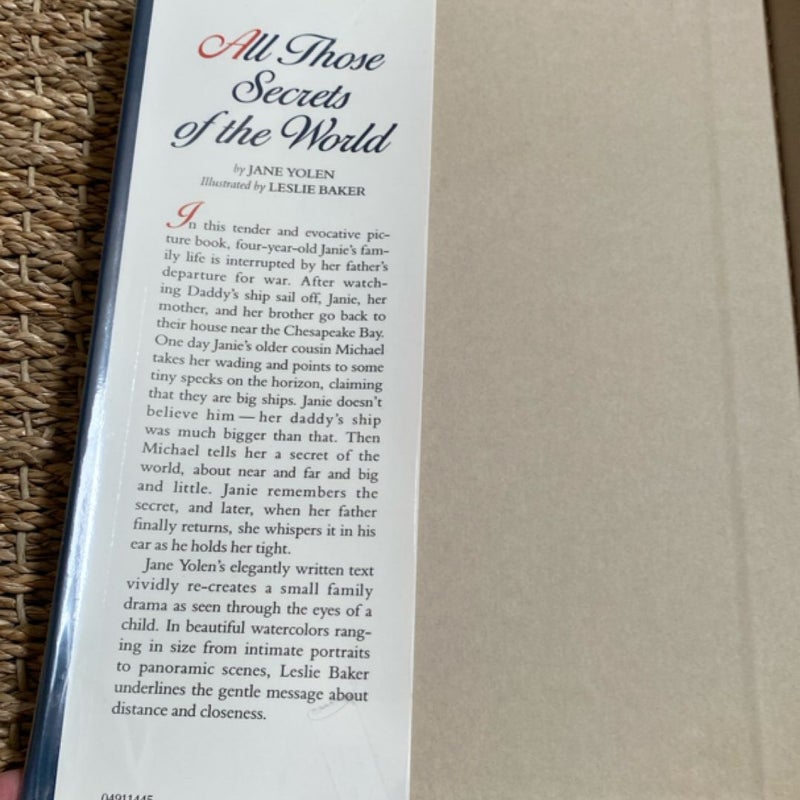 All Those
Secrets
of the World
by JANE YOLEN
Illustrated by LESLIE BAKER
In this tender and evocative pic-
ture book, four-year-old Janie's fam-
ily life is interrupted by her father's
departure for war. After watch-
ing Daddy's ship sail off, Janie, her
mother, and her brother go back to
their house near the Chesapeake Bay.
One day Janie's older cousin Michael
takes her wading and points to some
tiny specks on the horizon, claiming
that they are big ships. Janie doesn't
believe him — her daddy's ship
was much bigger than that. Then
Michael tells her a secret of the
world, about near and far and big
and little. Janie remembers the
secret, and later, when her father
finally returns, she whispers it in his
ear as he holds her tight.
Jane Yolen's elegantly written text
vividly re-creates a small family
drama as seen through the eyes of a
child. In beautiful watercolors rang-
ing in size from intimate portraits
to panoramic scenes, Leslie Baker
underlines the gentle message about
distance and closeness.
04911445